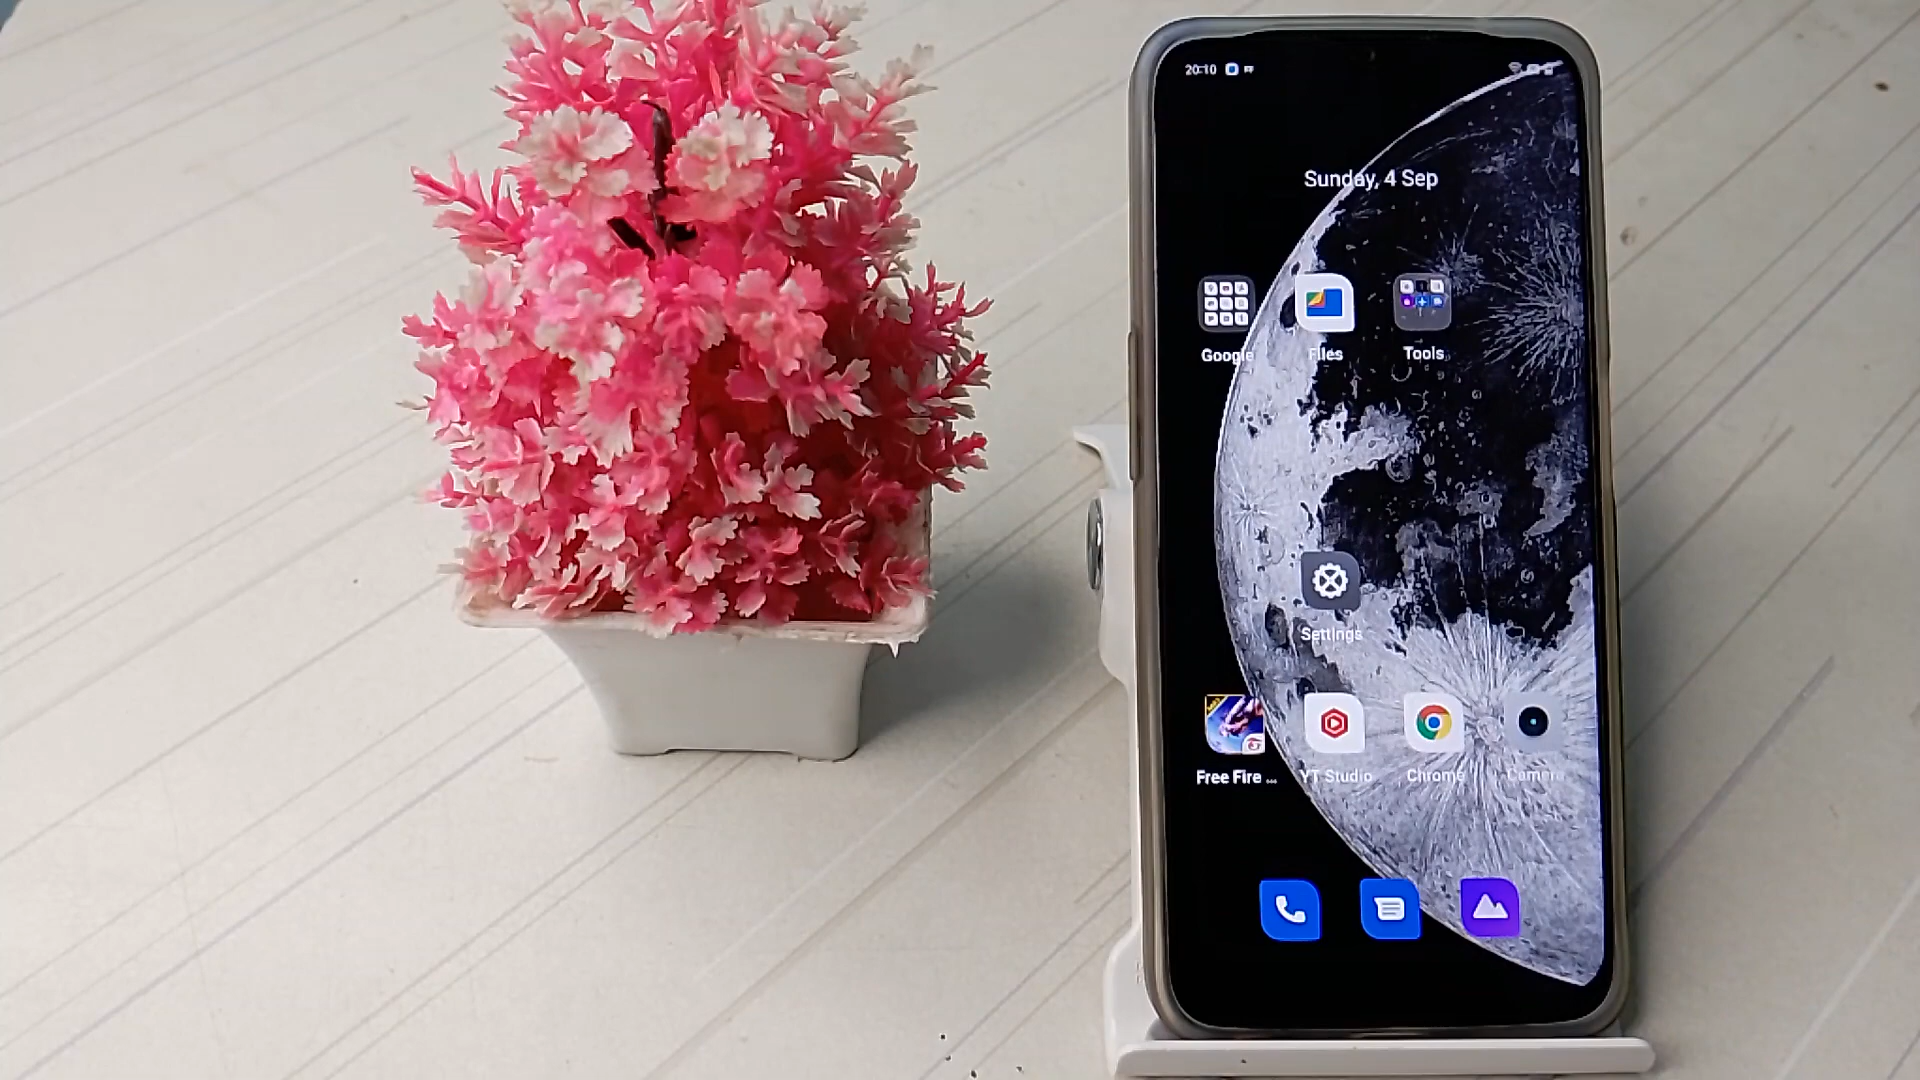 20:10
Sunday, 4 Sep
Google Files Tools
Settings
Free Fire ... YT Studio Chrome Camera